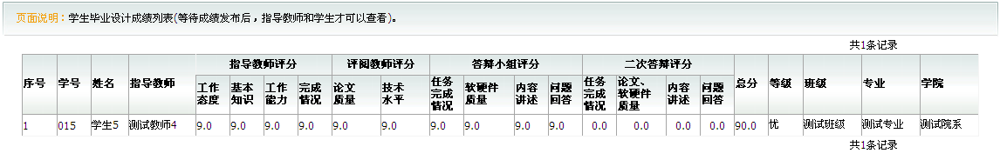 页面说明：学生毕业设计成绩列表(等待成绩发布后，指导教师和学生才可以查看)。
共1条记录
序号 学号 姓名 指导教师 指导教师评分 评阅教师评分 答辩小组评分 二次答辩评分 总分 等级 班级 专业 学院
工作态度 基本知识 工作能力 完成情况 论文质量 技术水平 任务完成情况 软硬件质量 内容讲述 问题回答 任务完成情况 论文、软硬件质量 内容讲述 问题回答
1 015 学生5 测试教师4 9.0 9.0 9.0 9.0 9.0 9.0 9.0 9.0 9.0 9.0 0.0 0.0 0.0 0.0 90.0 优 测试班级 测试专业 测试院系
共1条记录